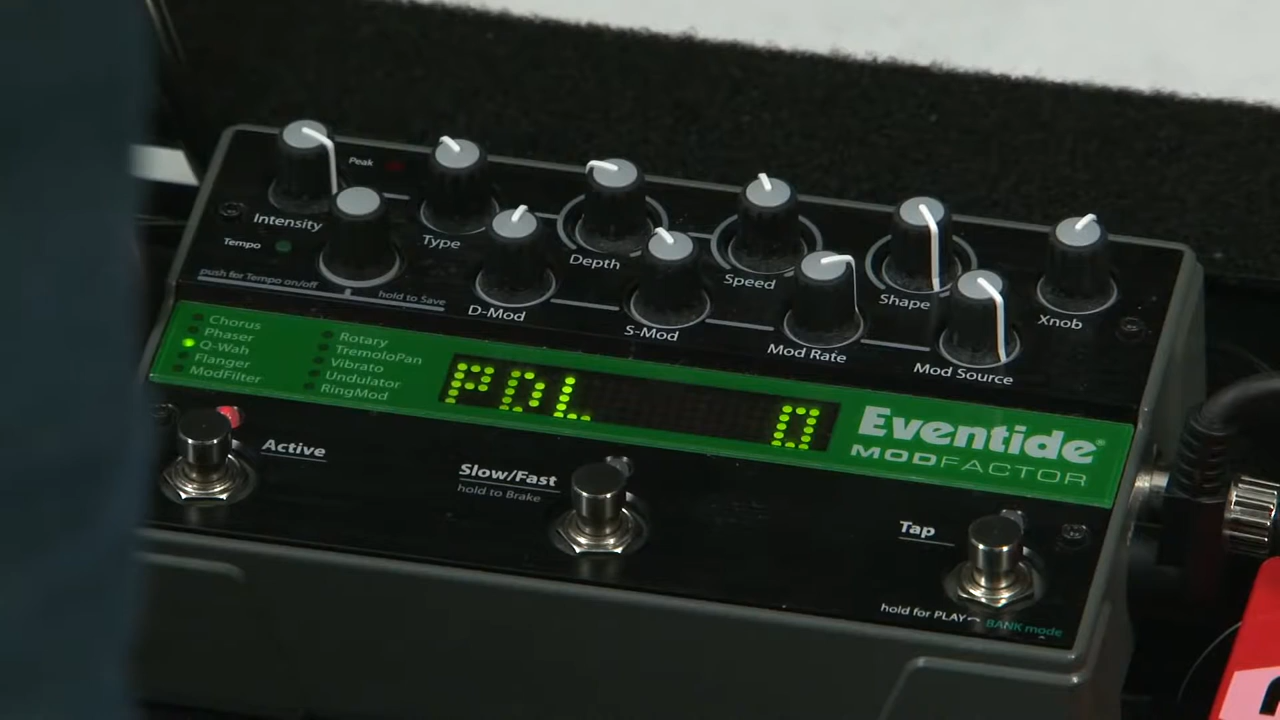 Peak
Intensity
Type
Depth
Speed
Shape
Xnob
Tempo
push for Tempo on/off
hold to Save
D-Mod
S-Mod
Mod Rate
Mod Source
Chorus
Phaser
Q-Wah
Flanger
ModFilter
Rotary
TremoloPan
Vibrato
Undulator
RingMod
PDL 0
Eventide®
MODFACTOR
Active
Slow/Fast
hold to Brake
Tap
hold for PLAY
BANK mode